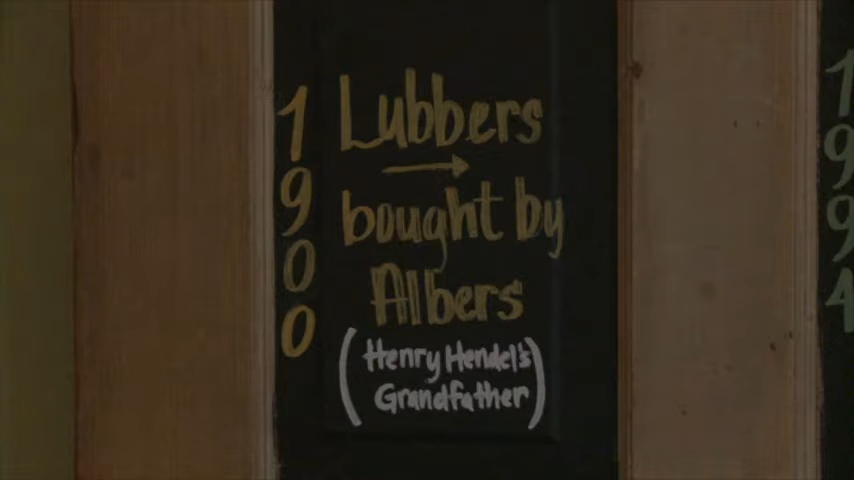 1900
Lubbers
→
bought by
Albers
(Henry Hendel's
Grandfather)
1994